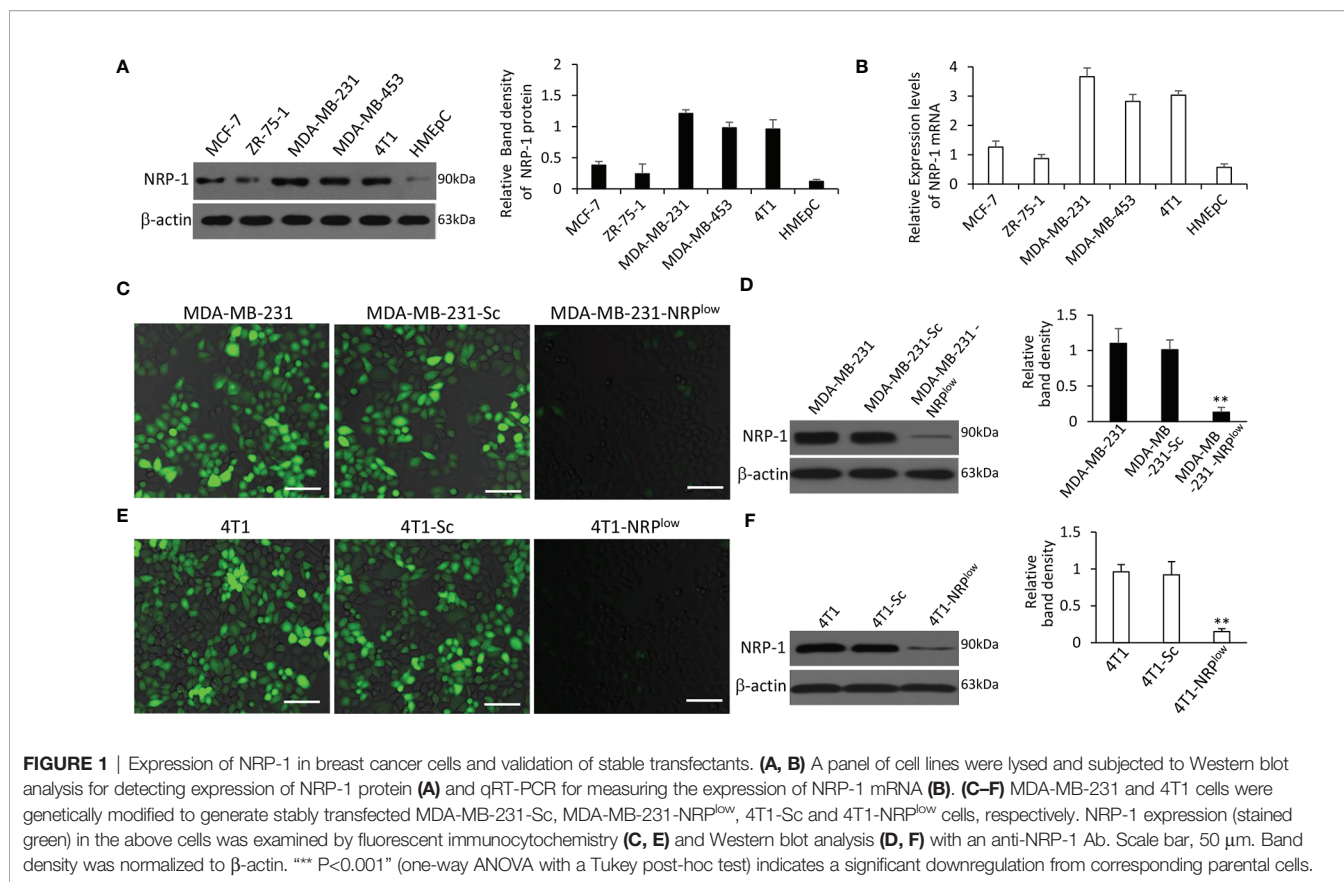 A
MCF-7
ZR-75-1
MDA-MB-231
MDA-MB-453
4T1
HMEpC
NRP-1
90kDa
β-actin
63kDa
Relative Band density
of NRP-1 protein
2
1.5
1
0.5
0
MCF-7
ZR-75-1
MDA-MB-231
MDA-MB-453
4T1
HMEpC
B
Relative Expression levels
of NRP-1 mRNA
4
3
2
1
0
MCF-7
ZR-75-1
MDA-MB-231
MDA-MB-453
4T1
HMEpC
C
MDA-MB-231
MDA-MB-231-Sc
MDA-MB-231-NRPlow
D
MDA-MB-231
MDA-MB-231-Sc
MDA-MB-231-
NRPlow
NRP-1
90kDa
β-actin
63kDa
Relative
band density
1.5
1
0.5
0
**
MDA-MB-231
MDA-MB
-231-Sc
MDA-MB
-231-NRPlow
E
4T1
4T1-Sc
4T1-NRPlow
F
4T1
4T1-Sc
4T1-NRPlow
NRP-1
90kDa
β-actin
63kDa
Relative
band density
1.5
1
0.5
0
**
4T1
4T1-Sc
4T1-NRPlow
FIGURE 1 | Expression of NRP-1 in breast cancer cells and validation of stable transfectants. (A, B) A panel of cell lines were lysed and subjected to Western blot
analysis for detecting expression of NRP-1 protein (A) and qRT-PCR for measuring the expression of NRP-1 mRNA (B). (C–F) MDA-MB-231 and 4T1 cells were
genetically modified to generate stably transfected MDA-MB-231-Sc, MDA-MB-231-NRPlow, 4T1-Sc and 4T1-NRPlow cells, respectively. NRP-1 expression (stained
green) in the above cells was examined by fluorescent immunocytochemistry (C, E) and Western blot analysis (D, F) with an anti-NRP-1 Ab. Scale bar, 50 μm. Band
density was normalized to β-actin. “** P<0.001” (one-way ANOVA with a Tukey post-hoc test) indicates a significant downregulation from corresponding parental cells.